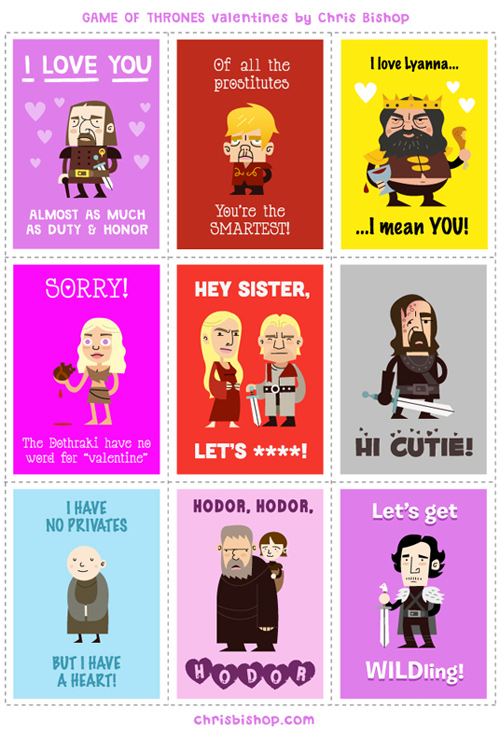 GAME OF THRONES valentines by Chris Bishop
I LOVE YOU
ALMOST AS MUCH
AS DUTY & HONOR
Of all the
prostitutes
You're the
SMARTEST!
I love Lyanna...
...I mean YOU!
SORRY!
The Dothraki have no
word for "valentine"
HEY SISTER,
LET'S ****!
HI CUTIE!
I HAVE
NO PRIVATES
BUT I HAVE
A HEART!
HODOR, HODOR,
HODOR
Let's get
WILDling!
chrisbishop.com